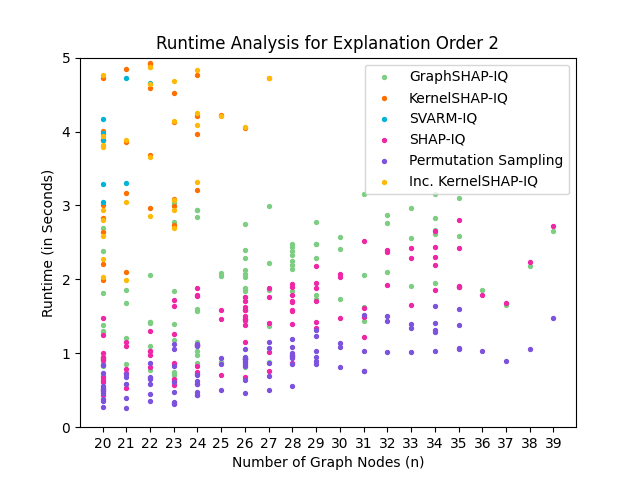 Runtime Analysis for Explanation Order 2
GraphSHAP-IQ
KernelSHAP-IQ
SVARM-IQ
SHAP-IQ
Permutation Sampling
Inc. KernelSHAP-IQ
Runtime (in Seconds)
5
4
3
2
1
0
20 21 22 23 24 25 26 27 28 29 30 31 32 33 34 35 36 37 38 39
Number of Graph Nodes (n)